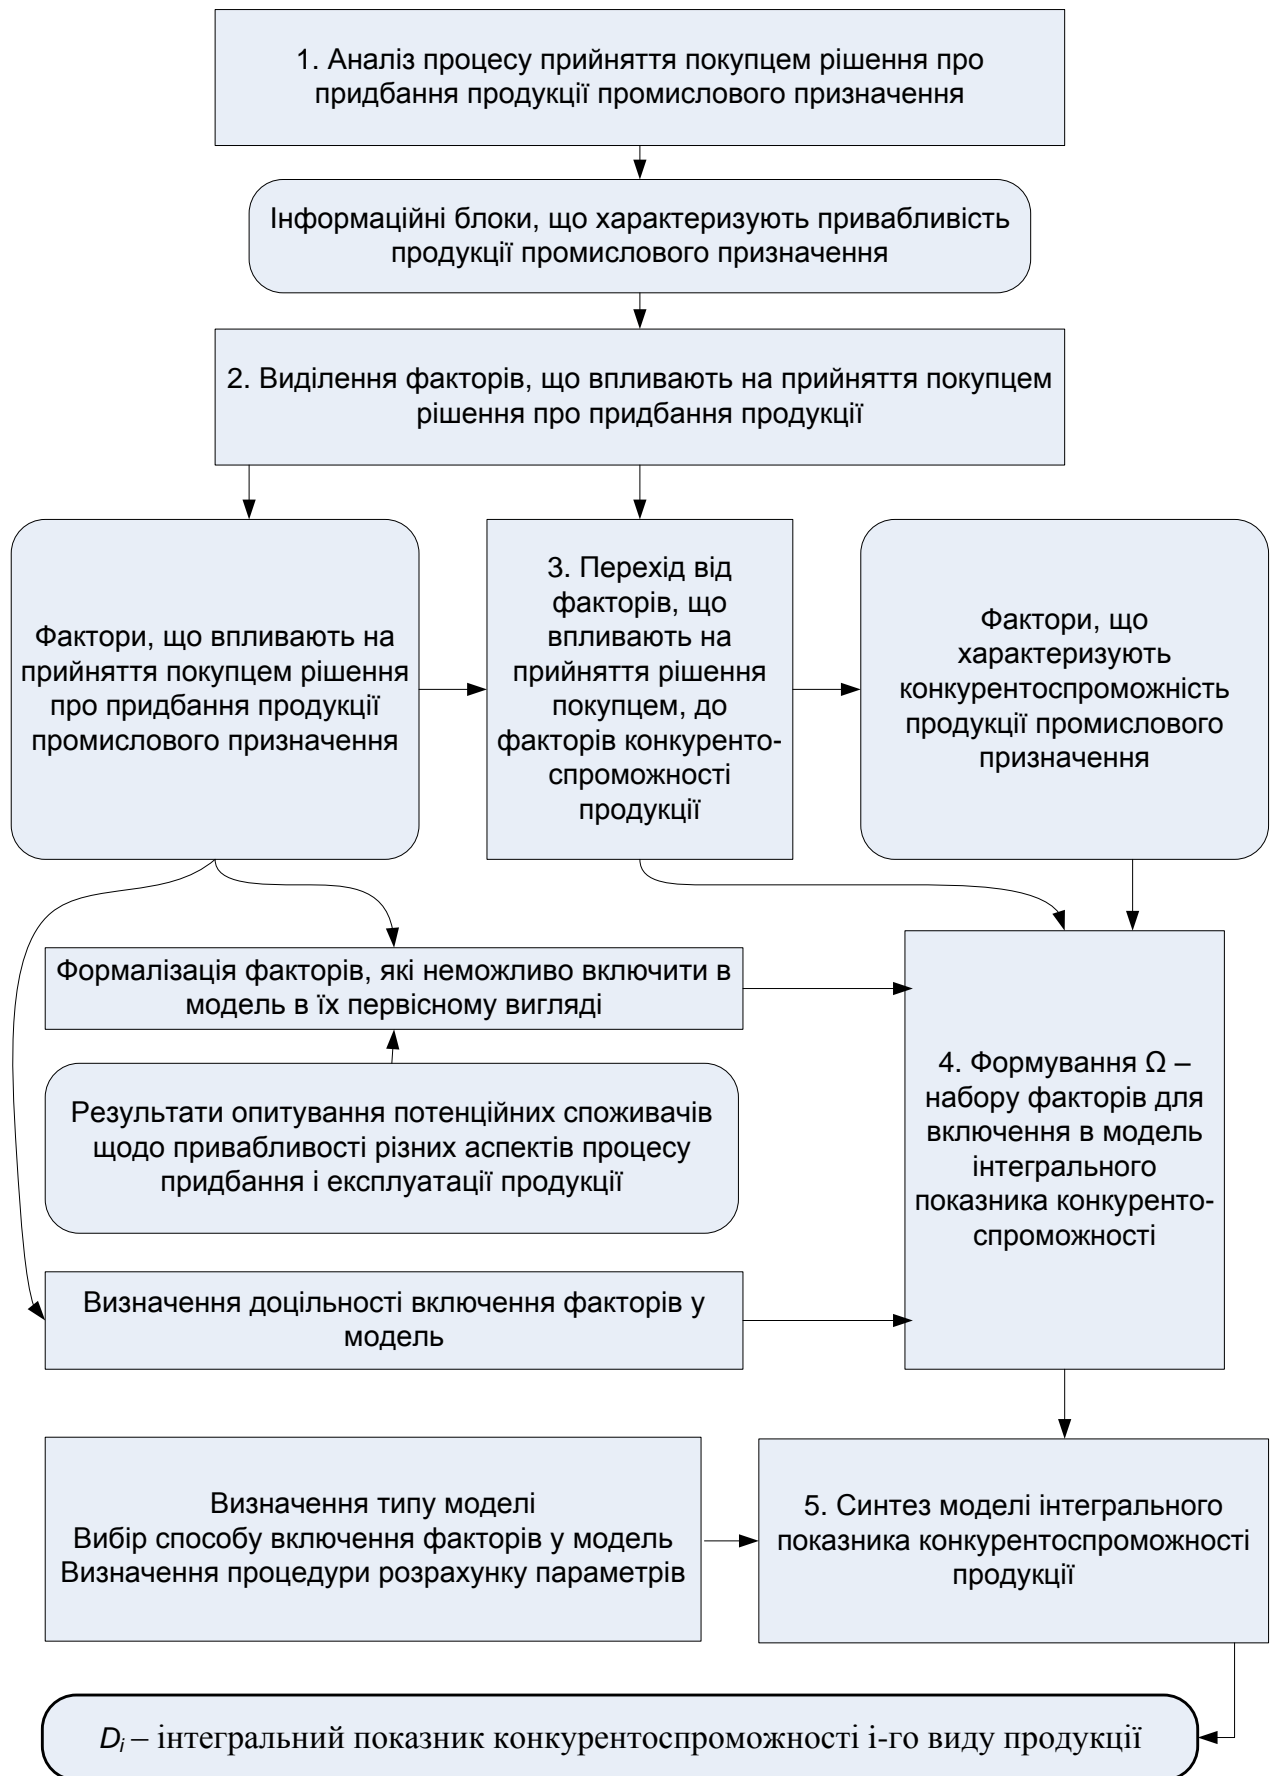 1. Аналіз процесу прийняття покупцем рішення про
придбання продукції промислового призначення
Інформаційні блоки, що характеризують привабливість
продукції промислового призначення
2. Виділення факторів, що впливають на прийняття покупцем
рішення про придбання продукції
Фактори, що впливають на
прийняття покупцем рішення
про придбання продукції
промислового призначення
3. Перехід від
факторів, що
впливають на
прийняття рішення
покупцем, до
факторів конкуренто-
спроможності
продукції
Фактори, що
характеризують
конкурентоспроможність
продукції промислового
призначення
Формалізація факторів, які неможливо включити в
модель в їх первісному вигляді
Результати опитування потенційних споживачів
щодо привабливості різних аспектів процесу
придбання і експлуатації продукції
Визначення доцільності включення факторів у
модель
4. Формування Ω –
набору факторів для
включення в модель
інтегрального
показника конкуренто-
спроможності
Визначення типу моделі
Вибір способу включення факторів у модель
Визначення процедури розрахунку параметрів
5. Синтез моделі інтегрального
показника конкурентоспроможності
продукції
Di – інтегральний показник конкурентоспроможності і-го виду продукції